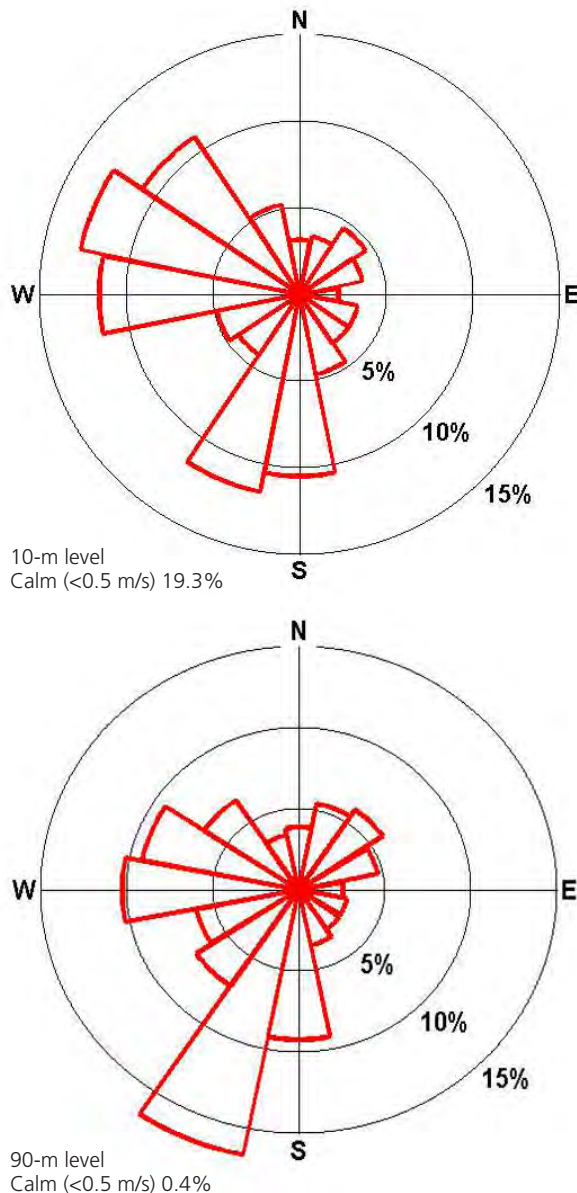 N
W
E
5%
10%
15%
S
10-m level
Calm (<0.5 m/s) 19.3%
N
W
E
5%
10%
15%
S
90-m level
Calm (<0.5 m/s) 0.4%